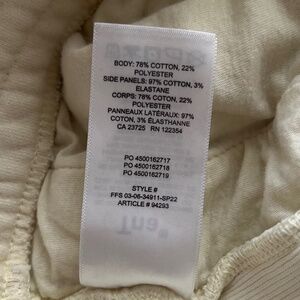 BODY: 78% COTTON, 22%
POLYESTER
SIDE PANELS: 97% COTTON, 3%
ELASTANE
CORPS: 78% COTON, 22%
POLYESTER
PANNEAUX LATÉRAUX: 97%
COTON, 3% ÉLASTHANNE
CA 23725 RN 122354
PO 4500162717
PO 4500162718
PO 4500162719
STYLE #
FFS 03-06-34911-SP22
ARTICLE # 94293